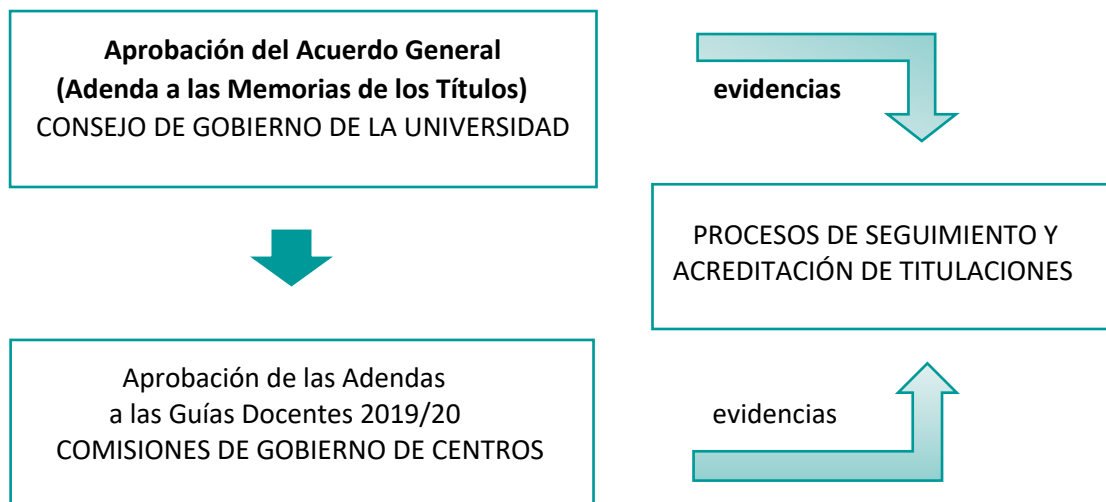 Aprobación del Acuerdo General
(Adenda a las Memorias de los Títulos)
CONSEJO DE GOBIERNO DE LA UNIVERSIDAD
evidencias
PROCESOS DE SEGUIMIENTO Y
ACREDITACIÓN DE TITULACIONES
Aprobación de las Adendas
a las Guías Docentes 2019/20
COMISIONES DE GOBIERNO DE CENTROS
evidencias